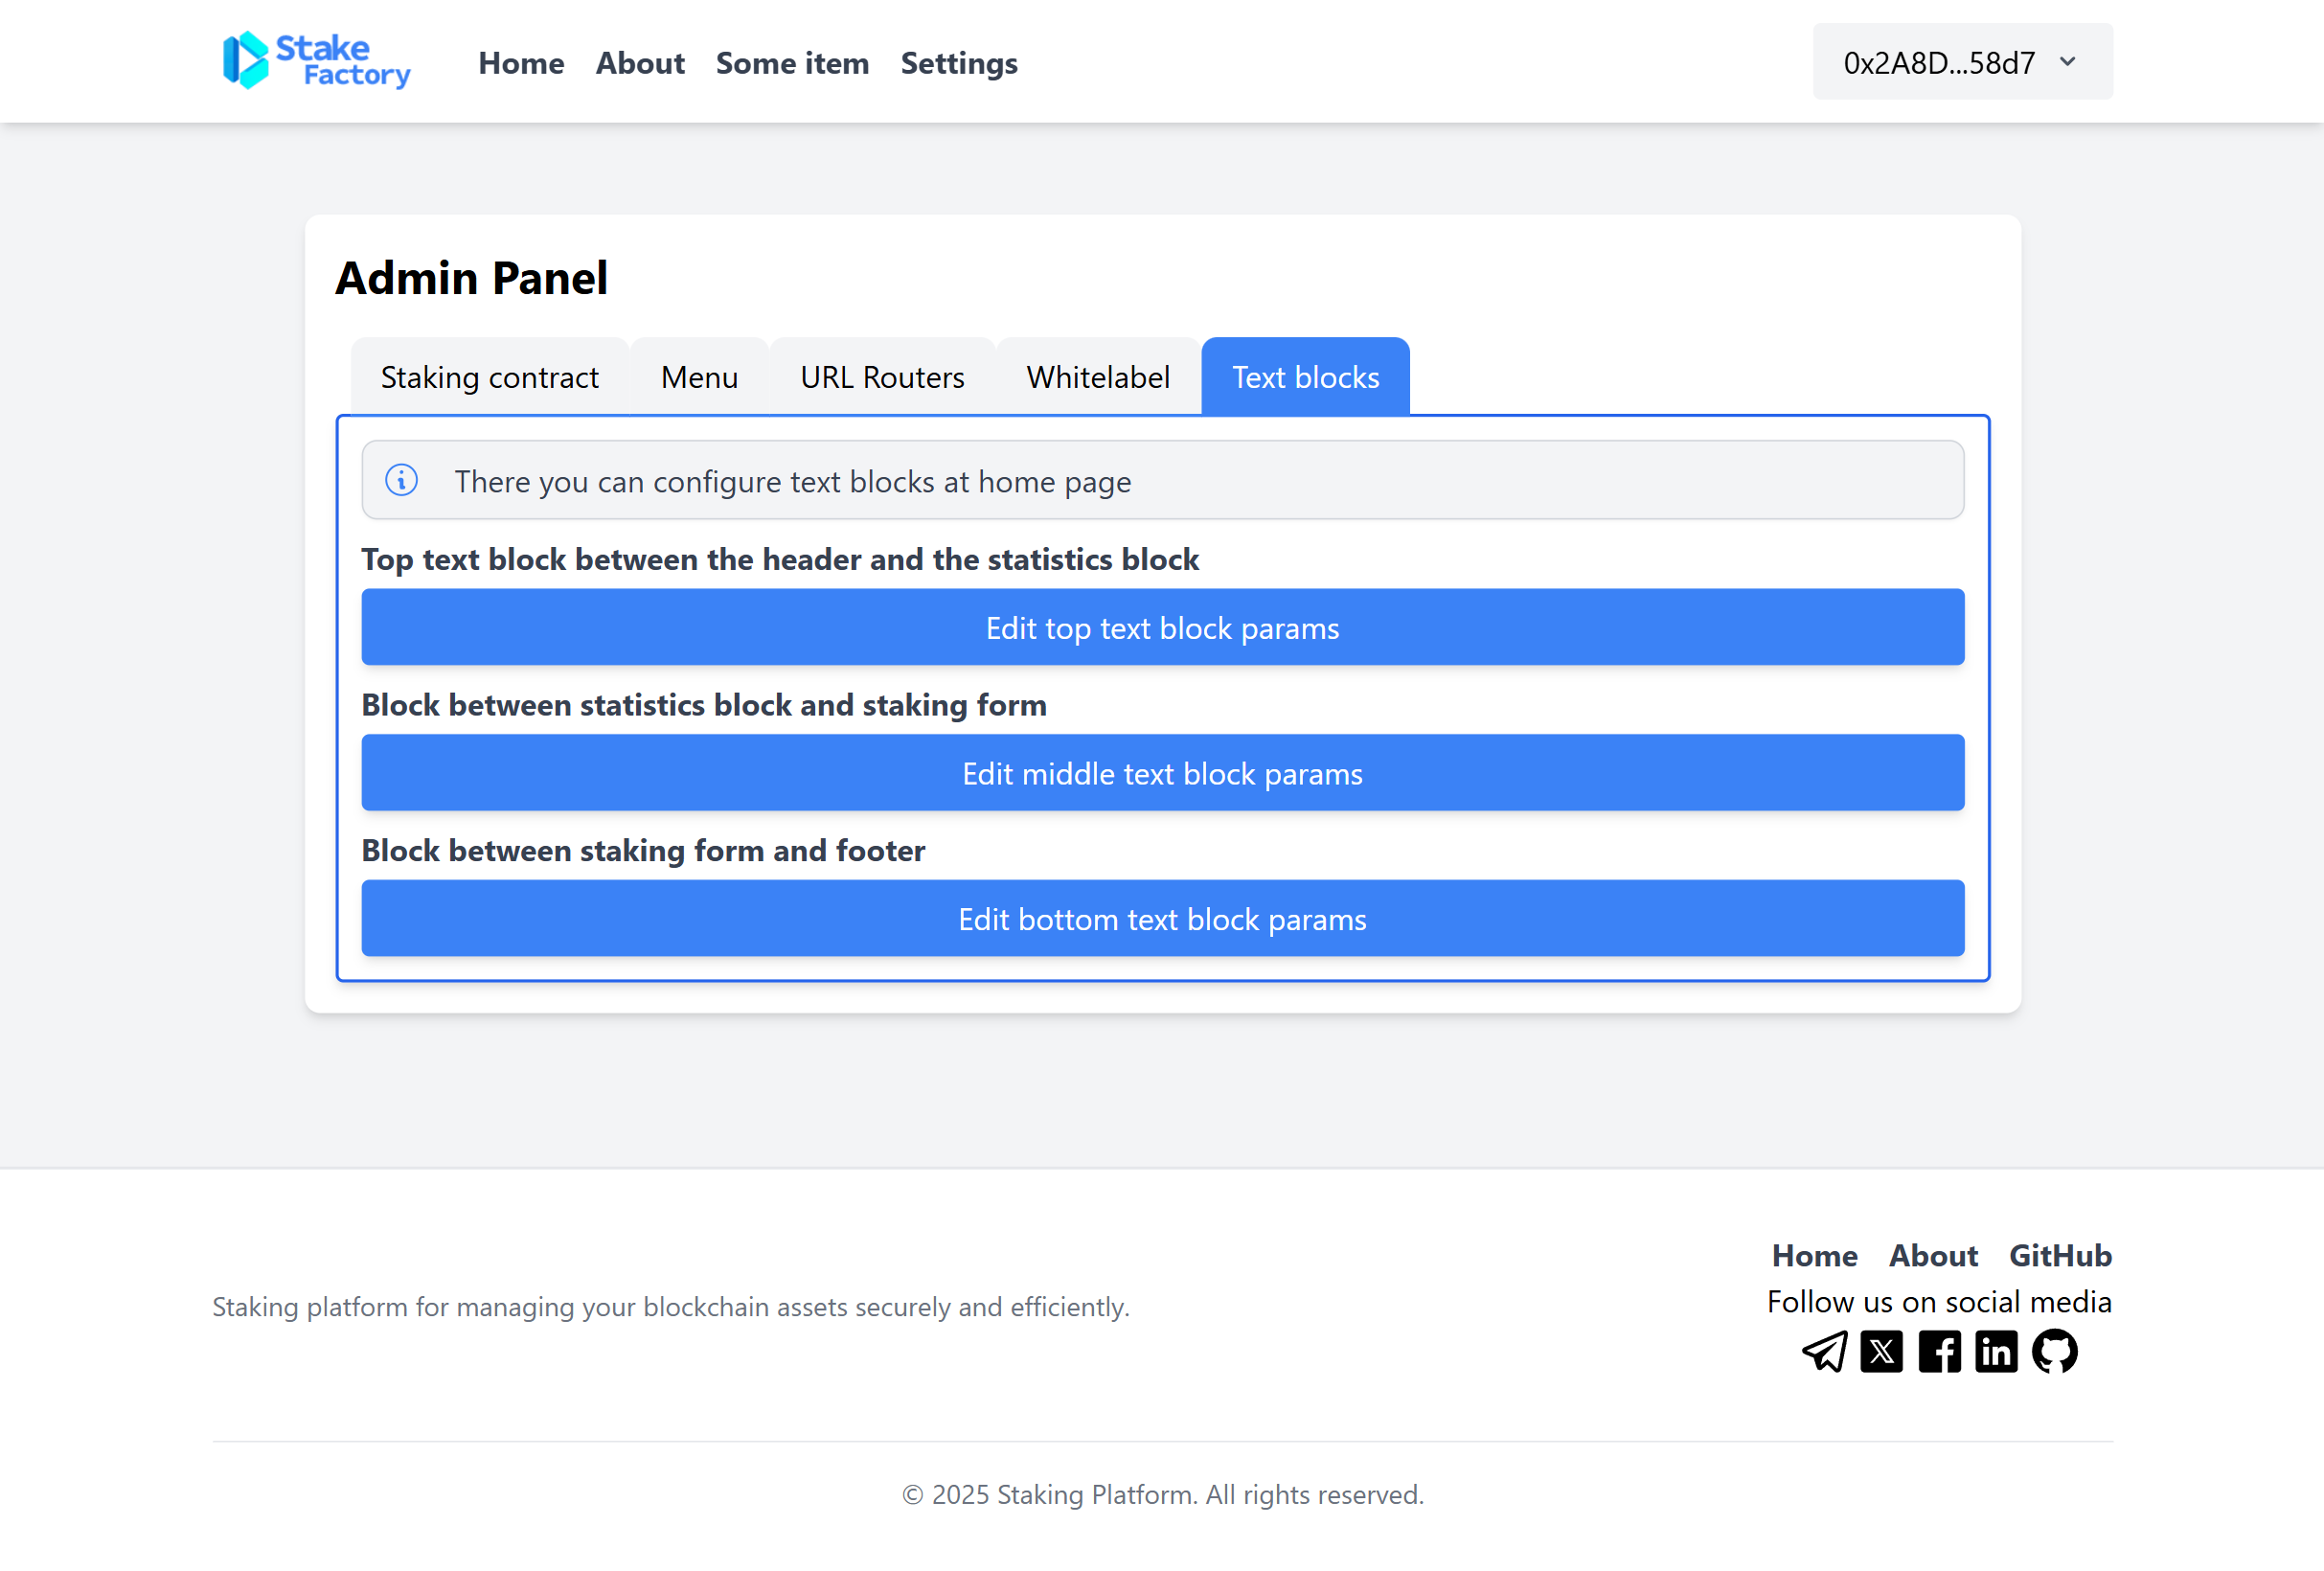 Stake
Factory
Home About Some item Settings
0x2A8D...58d7
Admin Panel
Staking contract Menu URL Routers Whitelabel Text blocks
There you can configure text blocks at home page
Top text block between the header and the statistics block
Edit top text block params
Block between statistics block and staking form
Edit middle text block params
Block between staking form and footer
Edit bottom text block params
Staking platform for managing your blockchain assets securely and efficiently.
Home About GitHub
Follow us on social media
© 2025 Staking Platform. All rights reserved.